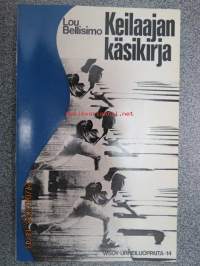 Lou
Bellisimo
Keilaajan
käsikirja
WSOY-URHEILUOPPAITA·14